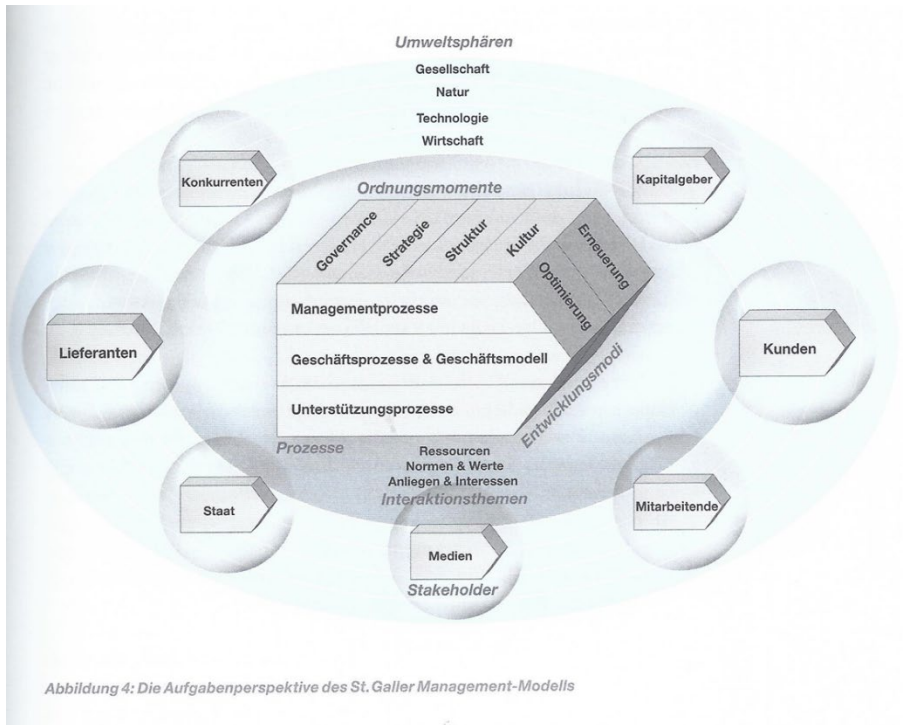 Umweltsphären
Gesellschaft
Natur
Technologie
Wirtschaft
Konkurrenten
Kapitalgeber
Ordnungsmomente
Governance
Strategie
Struktur
Kultur
Erneuerung
Optimierung
Managementprozesse
Geschäftsprozesse & Geschäftsmodell
Unterstützungsprozesse
Lieferanten
Kunden
Entwicklungsmodi
Prozesse
Ressourcen
Normen & Werte
Anliegen & Interessen
Interaktionsthemen
Staat
Mitarbeitende
Medien
Stakeholder
Abbildung 4: Die Aufgabenperspektive des St. Galler Management-Modells